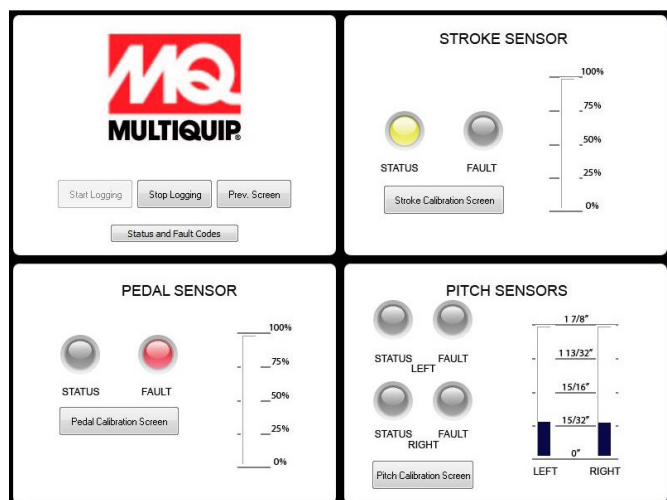 MQ
MULTIQUIP®
Start Logging
Stop Logging
Prev. Screen
Status and Fault Codes
STROKE SENSOR
STATUS
FAULT
Stroke Calibration Screen
100%
75%
50%
25%
0%
PEDAL SENSOR
STATUS
FAULT
Pedal Calibration Screen
100%
75%
50%
25%
0%
PITCH SENSORS
STATUS
FAULT
LEFT
STATUS
FAULT
RIGHT
Pitch Calibration Screen
1 7/8"
1 13/32"
15/16"
15/32"
0"
LEFT
RIGHT